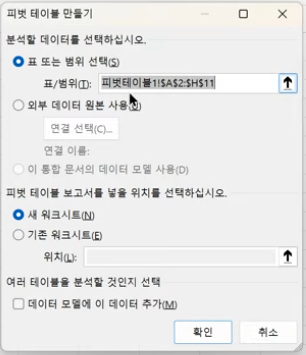 피벗 테이블 만들기
분석할 데이터를 선택하십시오.
표 또는 범위 선택(S)
표/범위(T): 피벗테이블1!$A$2:$H$11
외부 데이터 원본 사용(U)
연결 선택(C)...
연결 이름:
이 통합 문서의 데이터 모델 사용(D)
피벗 테이블 보고서를 넣을 위치를 선택하십시오.
새 워크시트(N)
기존 워크시트(E)
위치(L):
여러 테이블을 분석할 것인지 선택
데이터 모델에 이 데이터 추가(M)
확인 취소